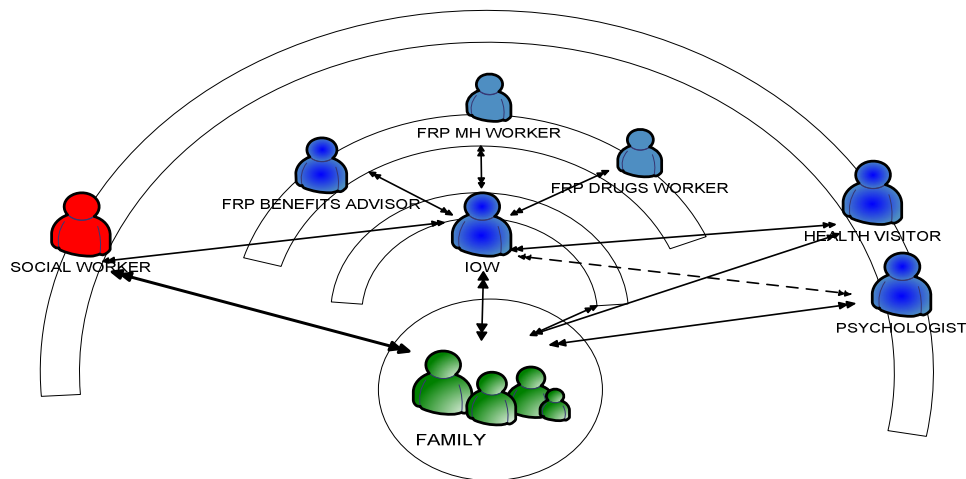 FRP MH WORKER
FRP DRUGS WORKER
FRP BENEFITS ADVISOR
HEALTH VISITOR
SOCIAL WORKER
IOW
PSYCHOLOGIST
FAMILY